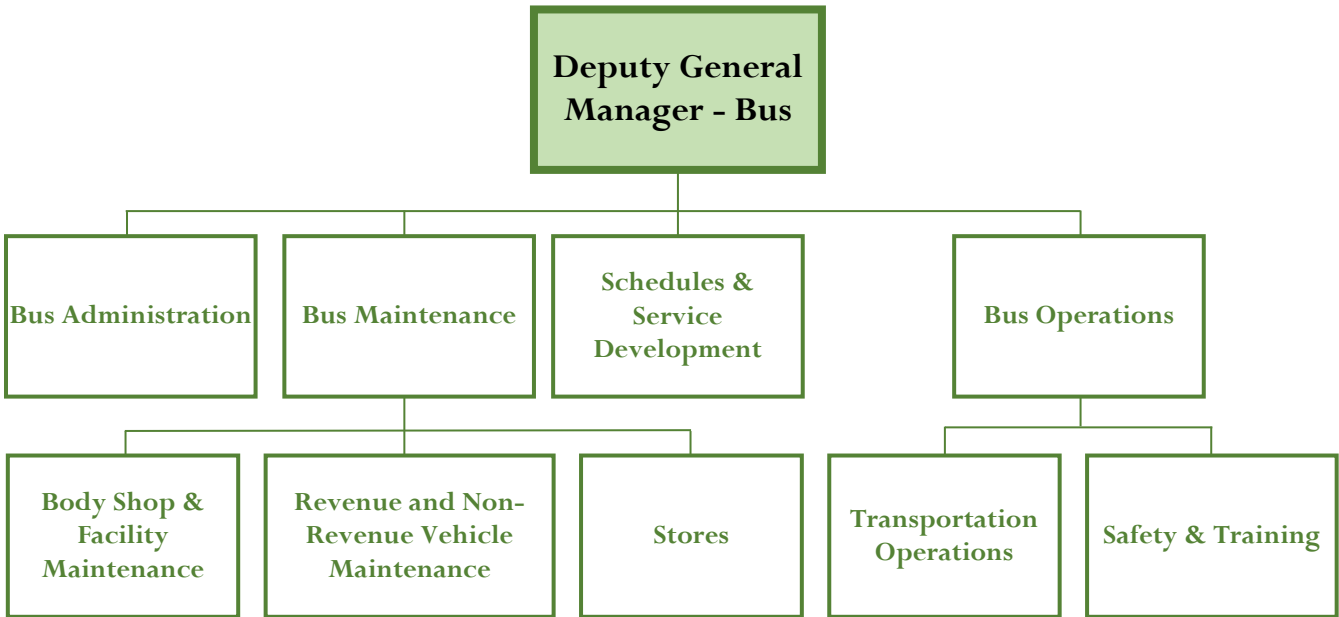 Deputy General
Manager - Bus
Bus Administration
Bus Maintenance
Schedules &
Service
Development
Bus Operations
Body Shop &
Facility
Maintenance
Revenue and Non-
Revenue Vehicle
Maintenance
Stores
Transportation
Operations
Safety & Training